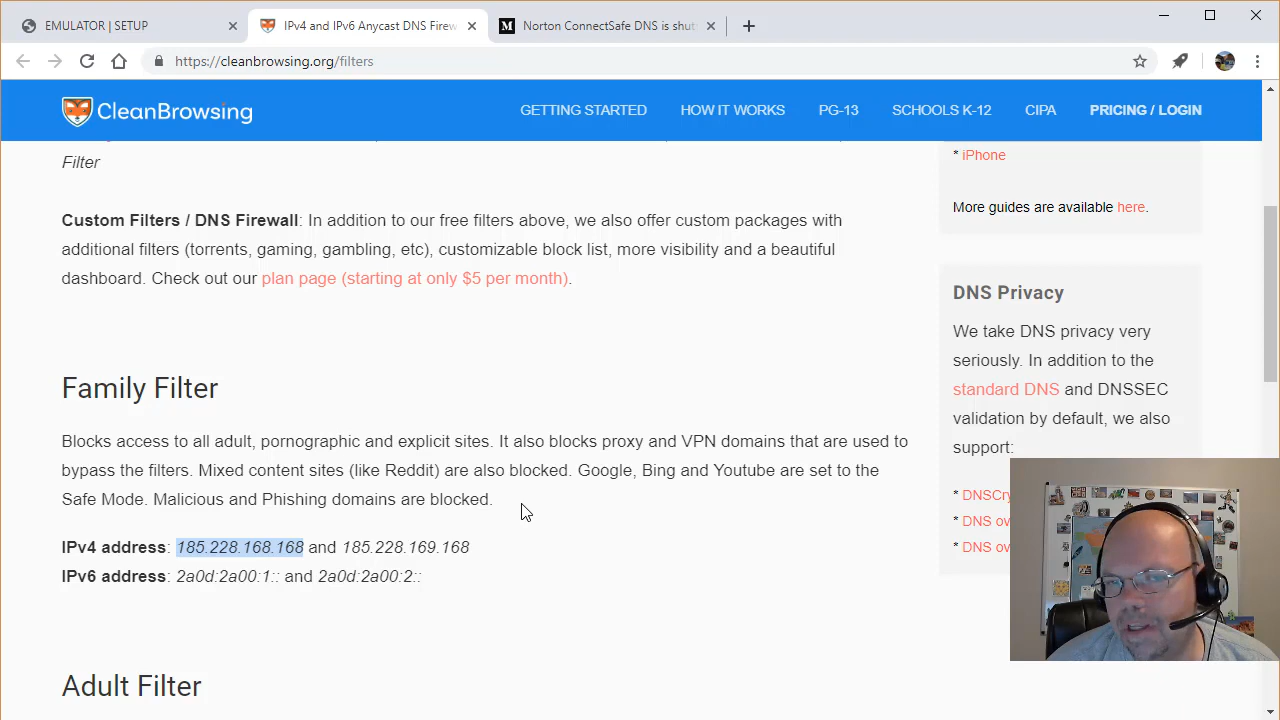 EMULATOR | SETUP
IPv4 and IPv6 Anycast DNS Firew
M
Norton ConnectSafe DNS is shut
https://cleanbrowsing.org/filters
CleanBrowsing
GETTING STARTED
HOW IT WORKS
PG-13
SCHOOLS K-12
CIPA
PRICING / LOGIN
Filter
Custom Filters / DNS Firewall: In addition to our free filters above, we also offer custom packages with
additional filters (torrents, gaming, gambling, etc), customizable block list, more visibility and a beautiful
dashboard. Check out our plan page (starting at only $5 per month).
Family Filter
Blocks access to all adult, pornographic and explicit sites. It also blocks proxy and VPN domains that are used to
bypass the filters. Mixed content sites (like Reddit) are also blocked. Google, Bing and Youtube are set to the
Safe Mode. Malicious and Phishing domains are blocked.
IPv4 address: 185.228.168.168 and 185.228.169.168
IPv6 address: 2a0d:2a00:1:: and 2a0d:2a00:2::
Adult Filter
* iPhone
More guides are available here.
DNS Privacy
We take DNS privacy very
seriously. In addition to the
standard DNS and DNSSEC
validation by default, we also
support:
* DNSCry
* DNS ov
* DNS ov